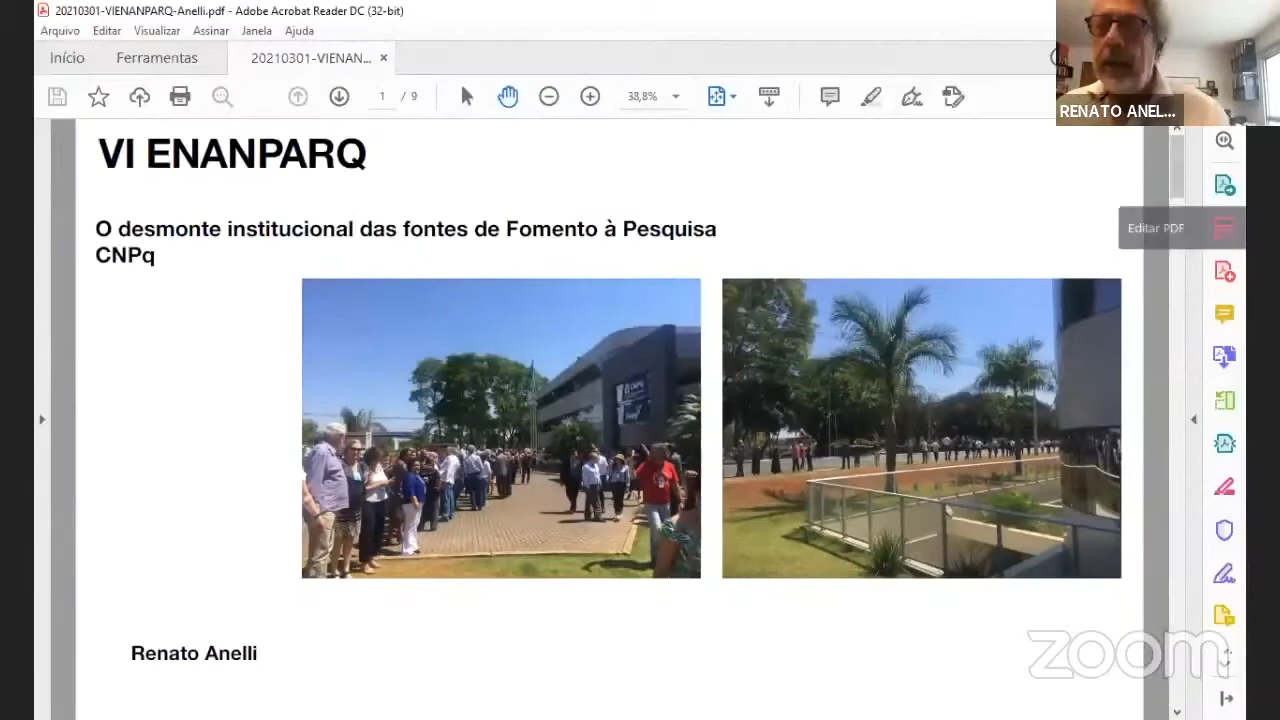 20210301-VIENANPARQ-Anelli.pdf - Adobe Acrobat Reader DC (32-bit)
Arquivo Editar Visualizar Assinar Janela Ajuda
Início Ferramentas 20210301-VIENAN... ×
1 / 9 38,8%
RENATO ANEL...
VI ENANPARQ
O desmonte institucional das fontes de Fomento à Pesquisa
CNPq
Editar PDF
Renato Anelli
zoom